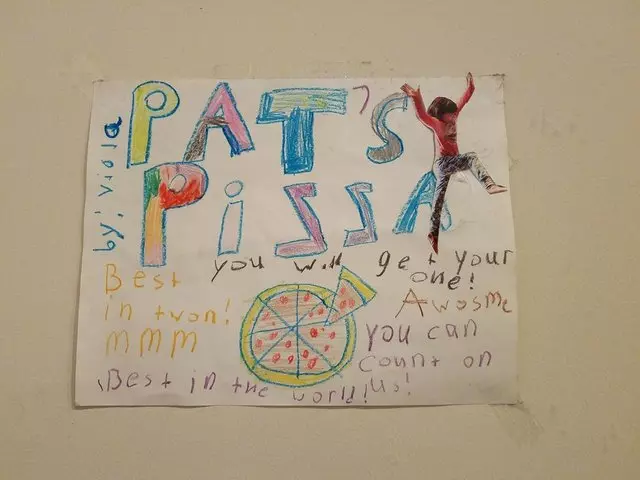 PAT'S
PiZZA
by: Viola
you will get your
one!
Best
in twon!
mmm
Awosme
you can
count on
us!
Best in the world!